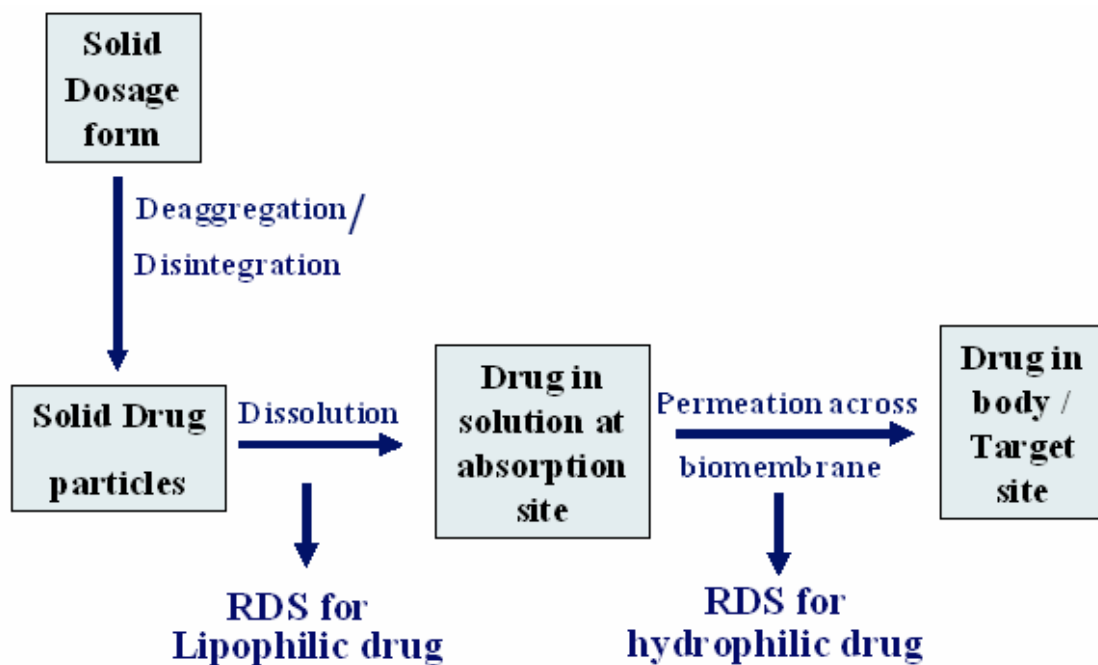 Solid
Dosage
form
Deaggregation/
Disintegration
Solid Drug
particles
Dissolution
Drug in
solution at
absorption
site
Permeation across
biomembrane
Drug in
body /
Target
site
RDS for
Lipophilic drug
RDS for
hydrophilic drug